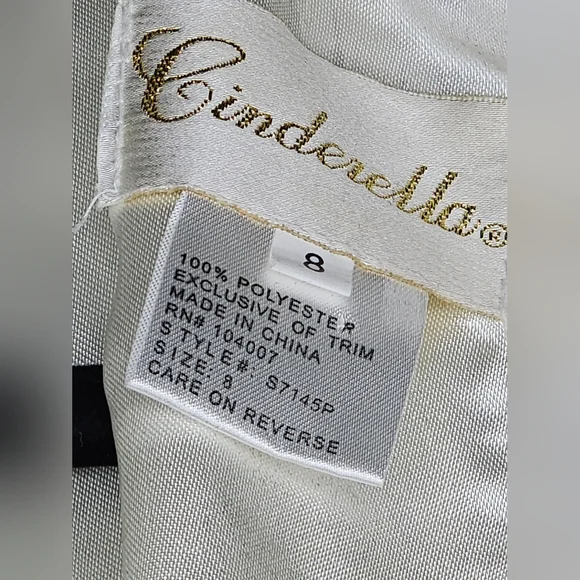 Cinderella®
8
100% POLYESTER
EXCLUSIVE OF TRIM
MADE IN CHINA
RN# 104007
STYLE#: S7145P
SIZE: 8
CARE ON REVERSE